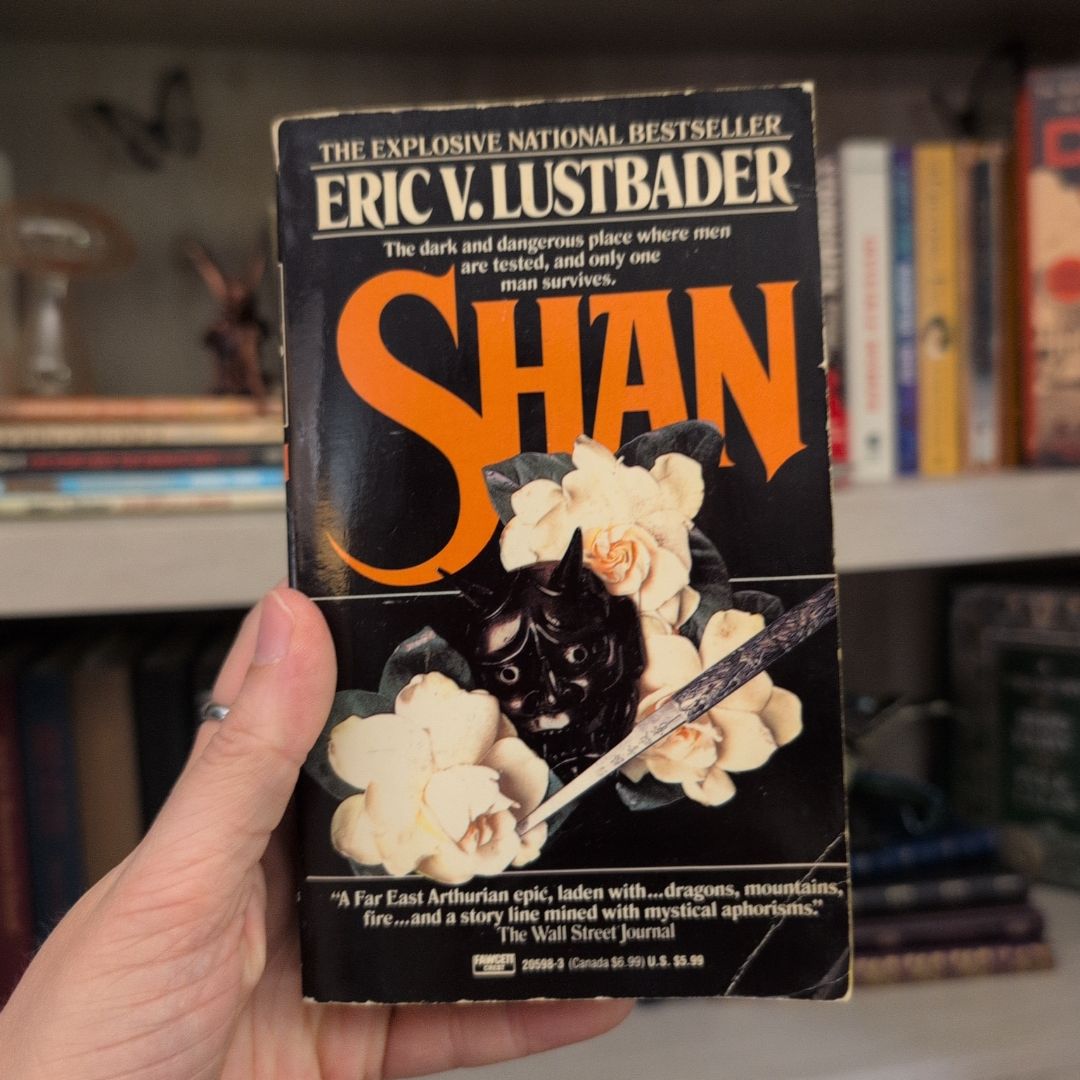 THE EXPLOSIVE NATIONAL BESTSELLER
ERIC V. LUSTBADER
The dark and dangerous place where men
are tested, and only one
man survives.
SHAN
"A Far East Arthurian epic, laden with...dragons, mountains,
fire...and a story line mined with mystical aphorisms."
The Wall Street Journal
FAWCETT
CREST
20598-3 (Canada $6.99) U.S. $5.99